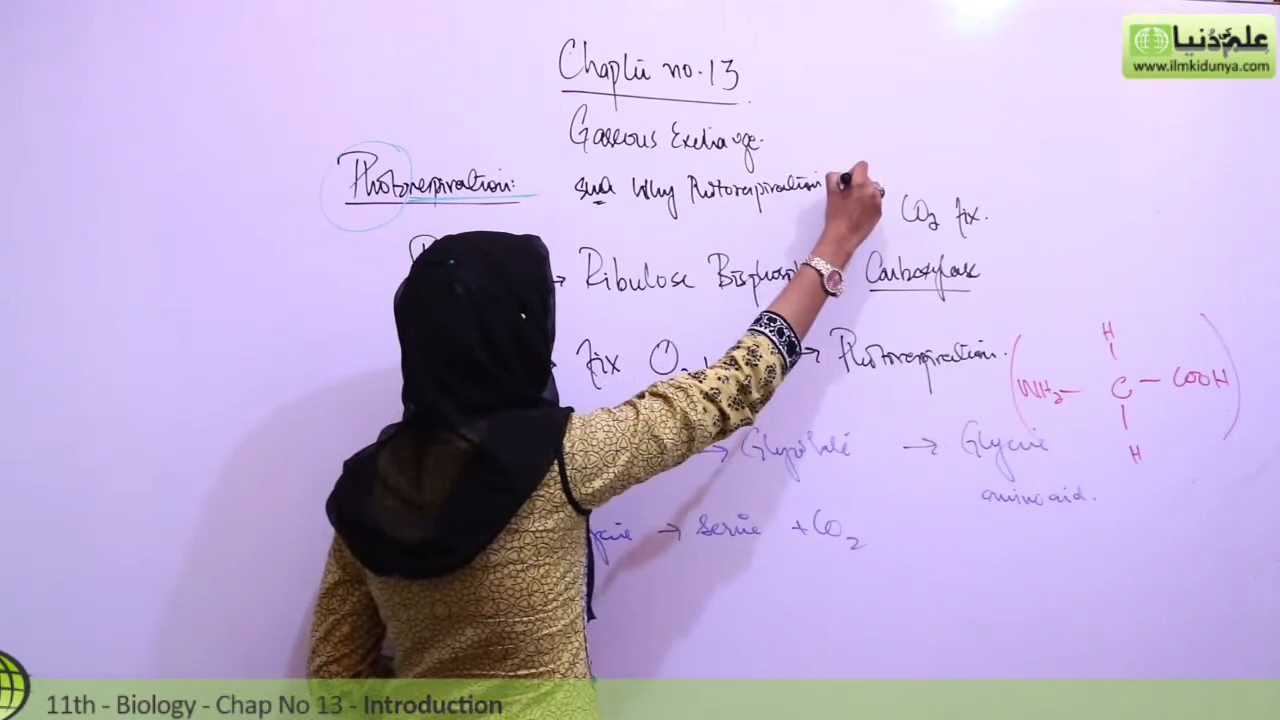 علم کی دنیا
www.ilmkidunya.com
Chapter no. 13
Gaseous Exchange.
Photorespiration:
Why Photorespiration
CO2 fix.
→ Ribulose Bisphosph Carboxylase
fix O2 → Photorespiration.
H
NH2 — C — COOH
H
→ Glycolate → Glycine
amino acid.
→ serine + CO2
11th - Biology - Chap No 13 - Introduction